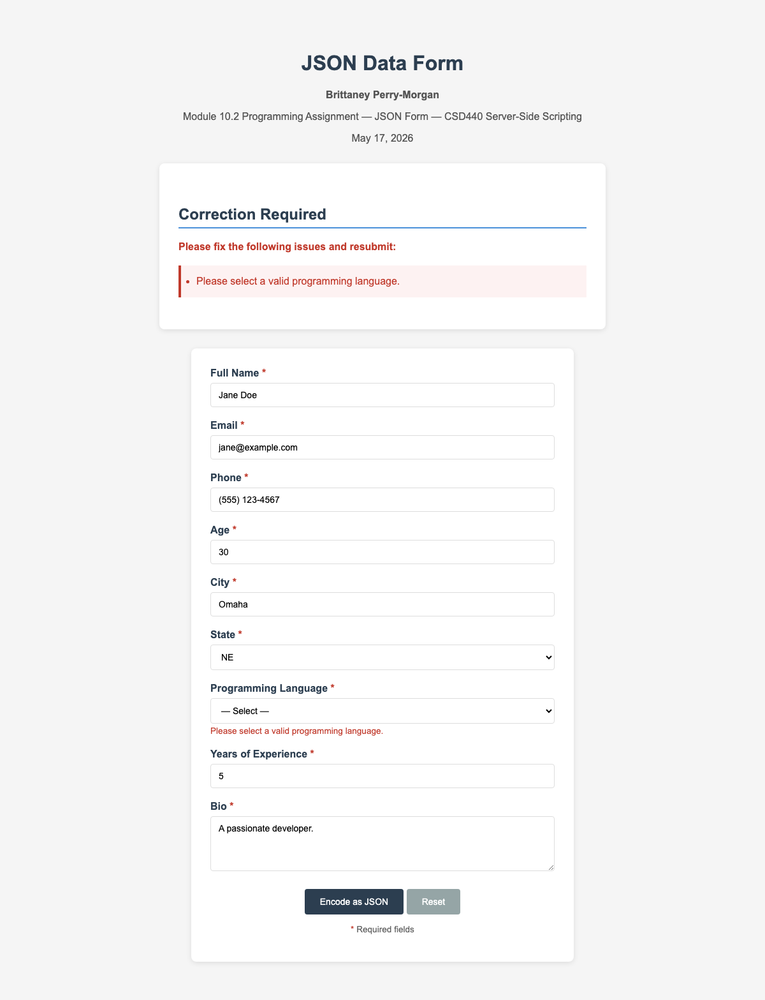 JSON Data Form
Brittaney Perry-Morgan
Module 10.2 Programming Assignment — JSON Form — CSD440 Server-Side Scripting
May 17, 2026
Correction Required
Please fix the following issues and resubmit:
• Please select a valid programming language.
Full Name *
Jane Doe
Email *
jane@example.com
Phone *
(555) 123-4567
Age *
30
City *
Omaha
State *
NE
Programming Language *
— Select —
Please select a valid programming language.
Years of Experience *
5
Bio *
A passionate developer.
Encode as JSON Reset
* Required fields